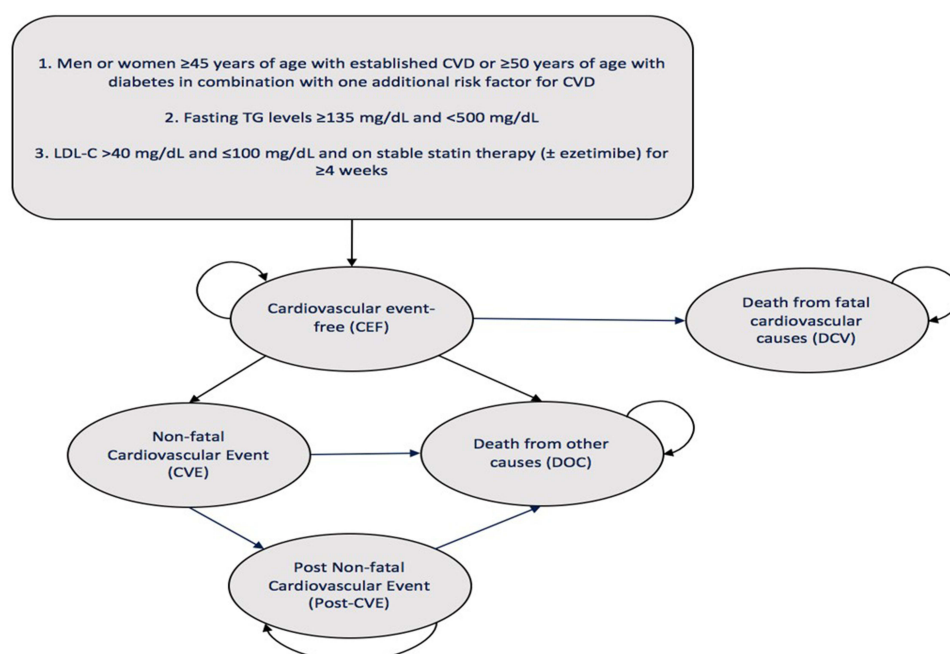 1. Men or women ≥45 years of age with established CVD or ≥50 years of age with
diabetes in combination with one additional risk factor for CVD
2. Fasting TG levels ≥135 mg/dL and <500 mg/dL
3. LDL-C >40 mg/dL and ≤100 mg/dL and on stable statin therapy (± ezetimibe) for
≥4 weeks
Cardiovascular event-
free (CEF)
Death from fatal
cardiovascular
causes (DCV)
Non-fatal
Cardiovascular Event
(CVE)
Death from other
causes (DOC)
Post Non-fatal
Cardiovascular Event
(Post-CVE)